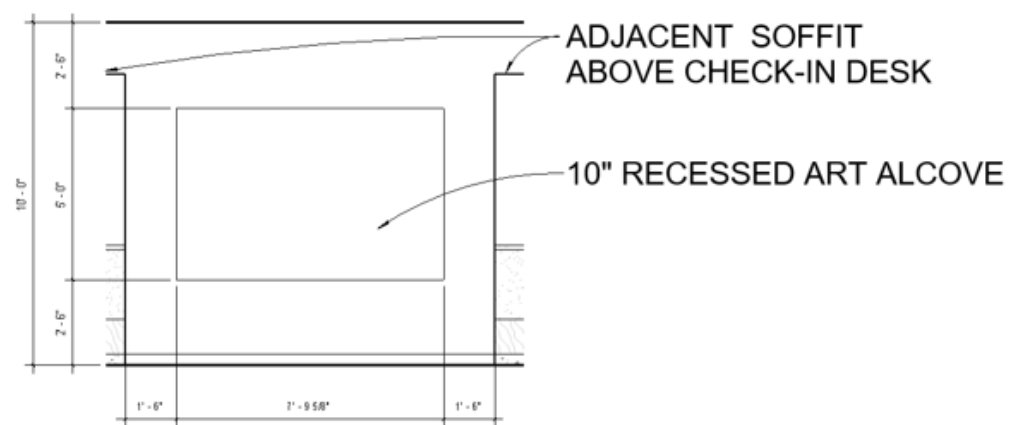 ADJACENT SOFFIT
ABOVE CHECK-IN DESK
10" RECESSED ART ALCOVE
2' - 6"
5' - 0"
10' - 0"
2' - 6"
1' - 6"
7' - 9 5/8"
1' - 6"